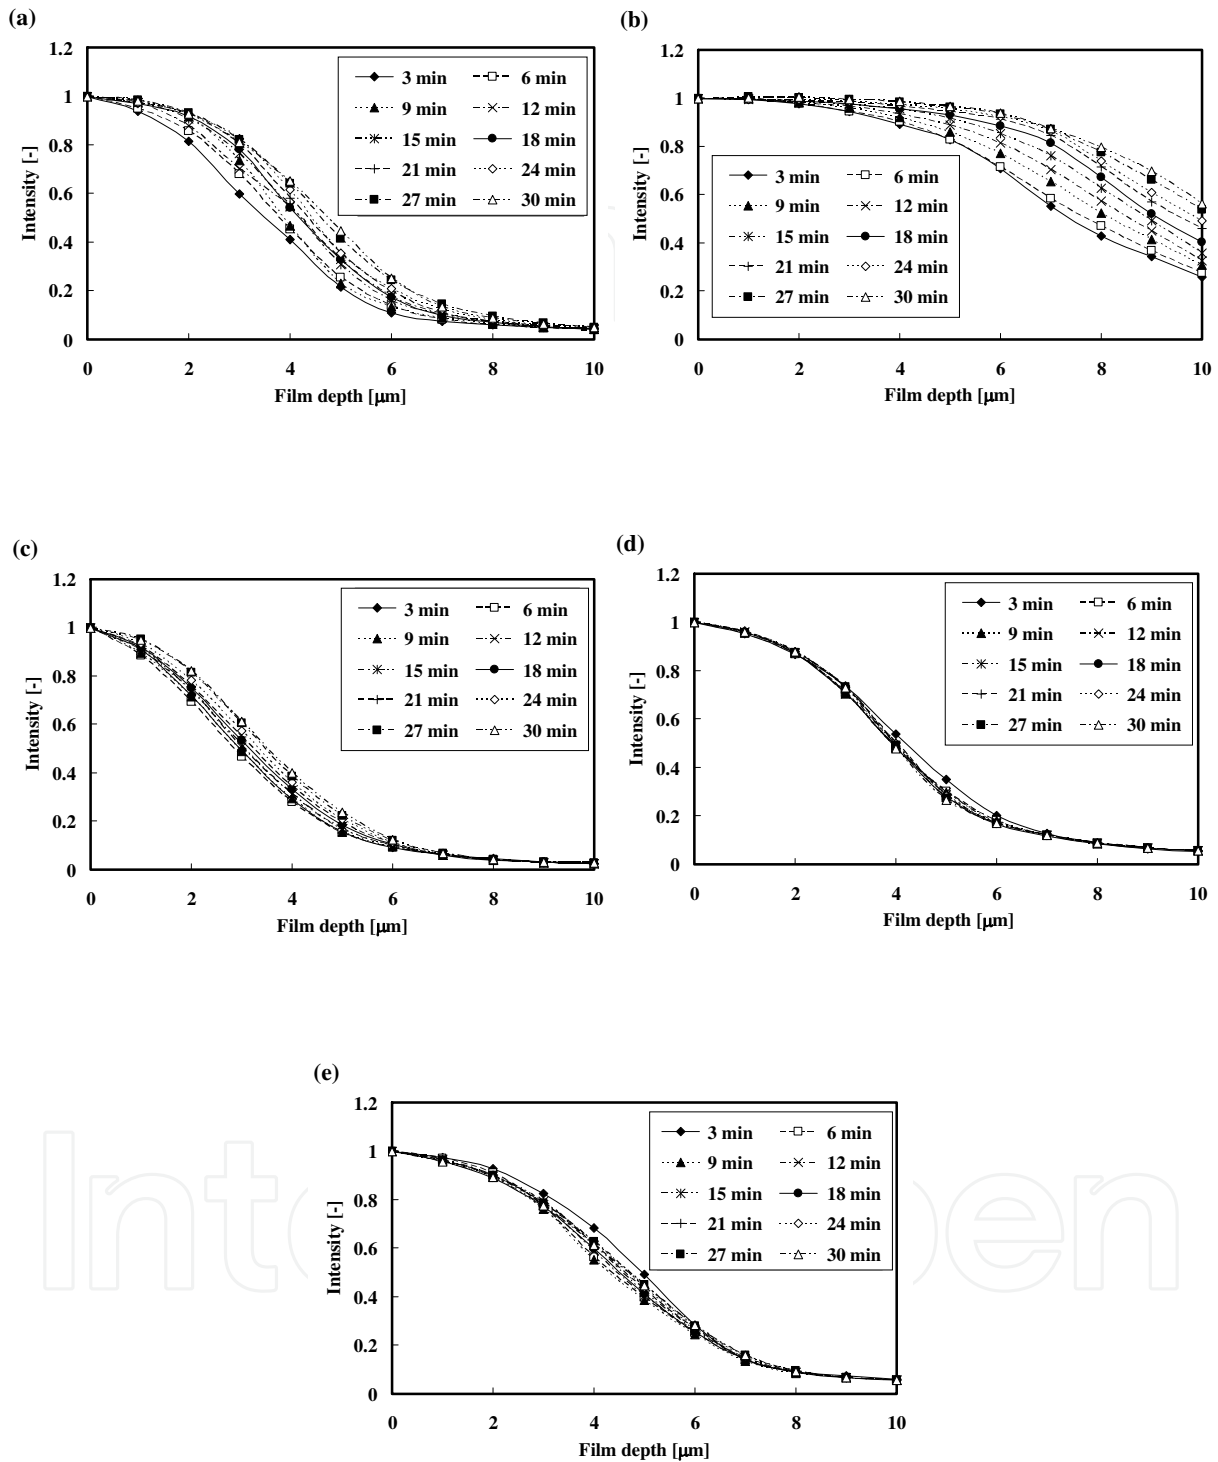 (a)
1.2
1
0.8
0.6
0.4
0.2
0
Intensity [-]
0 2 4 6 8 10
Film depth [μm]
3 min 6 min
9 min 12 min
15 min 18 min
21 min 24 min
27 min 30 min
(b)
1.2
1
0.8
0.6
0.4
0.2
0
Intensity [-]
0 2 4 6 8 10
Film depth [μm]
3 min 6 min
9 min 12 min
15 min 18 min
21 min 24 min
27 min 30 min
(c)
1.2
1
0.8
0.6
0.4
0.2
0
Intensity [-]
0 2 4 6 8 10
Film depth [μm]
3 min 6 min
9 min 12 min
15 min 18 min
21 min 24 min
27 min 30 min
(d)
1.2
1
0.8
0.6
0.4
0.2
0
Intensity [-]
0 2 4 6 8 10
Film depth [μm]
3 min 6 min
9 min 12 min
15 min 18 min
21 min 24 min
27 min 30 min
(e)
1.2
1
0.8
0.6
0.4
0.2
0
Intensity [-]
0 2 4 6 8 10
Film depth [μm]
3 min 6 min
9 min 12 min
15 min 18 min
21 min 24 min
27 min 30 min